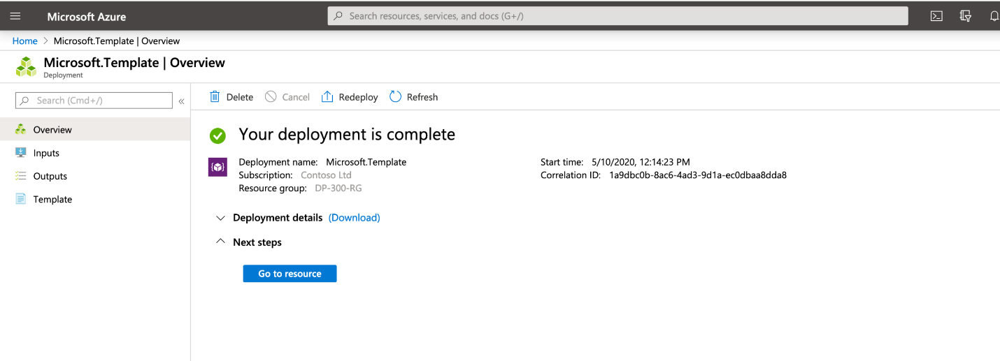 Microsoft Azure
Search resources, services, and docs (G+/)
Home > Microsoft.Template | Overview
Microsoft.Template | Overview
Deployment
Search (Cmd+/)
«
Delete
Cancel
Redeploy
Refresh
Overview
Inputs
Outputs
Template
Your deployment is complete
Deployment name: Microsoft.Template
Subscription: Contoso Ltd
Resource group: DP-300-RG
Start time: 5/10/2020, 12:14:23 PM
Correlation ID: 1a9dbc0b-8ac6-4ad3-9d1a-ec0dbaa8dda8
Deployment details (Download)
Next steps
Go to resource